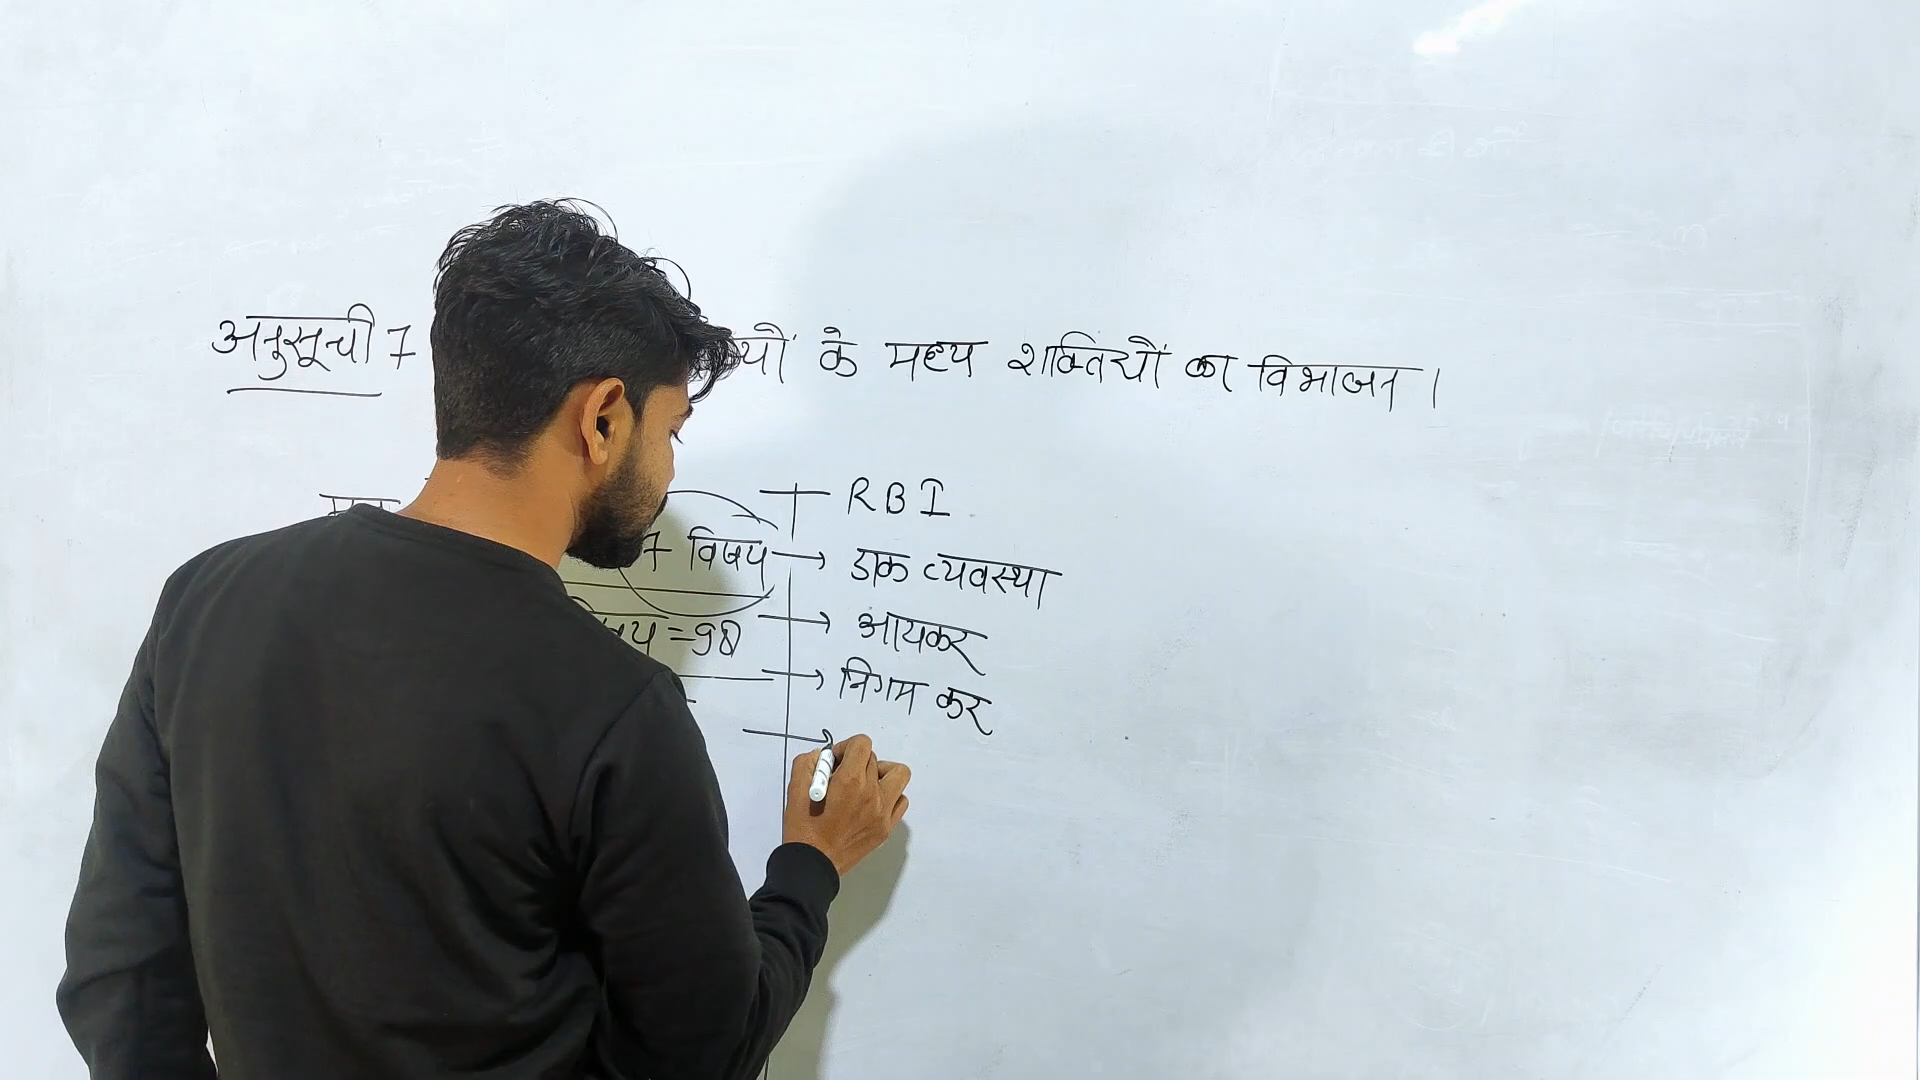 अनुसूची 7 के मध्य शक्तियों का विभाजन ।
RBI
7 विषय → डाक व्यवस्था
→ आयकर
= 98
→ निगम कर
→